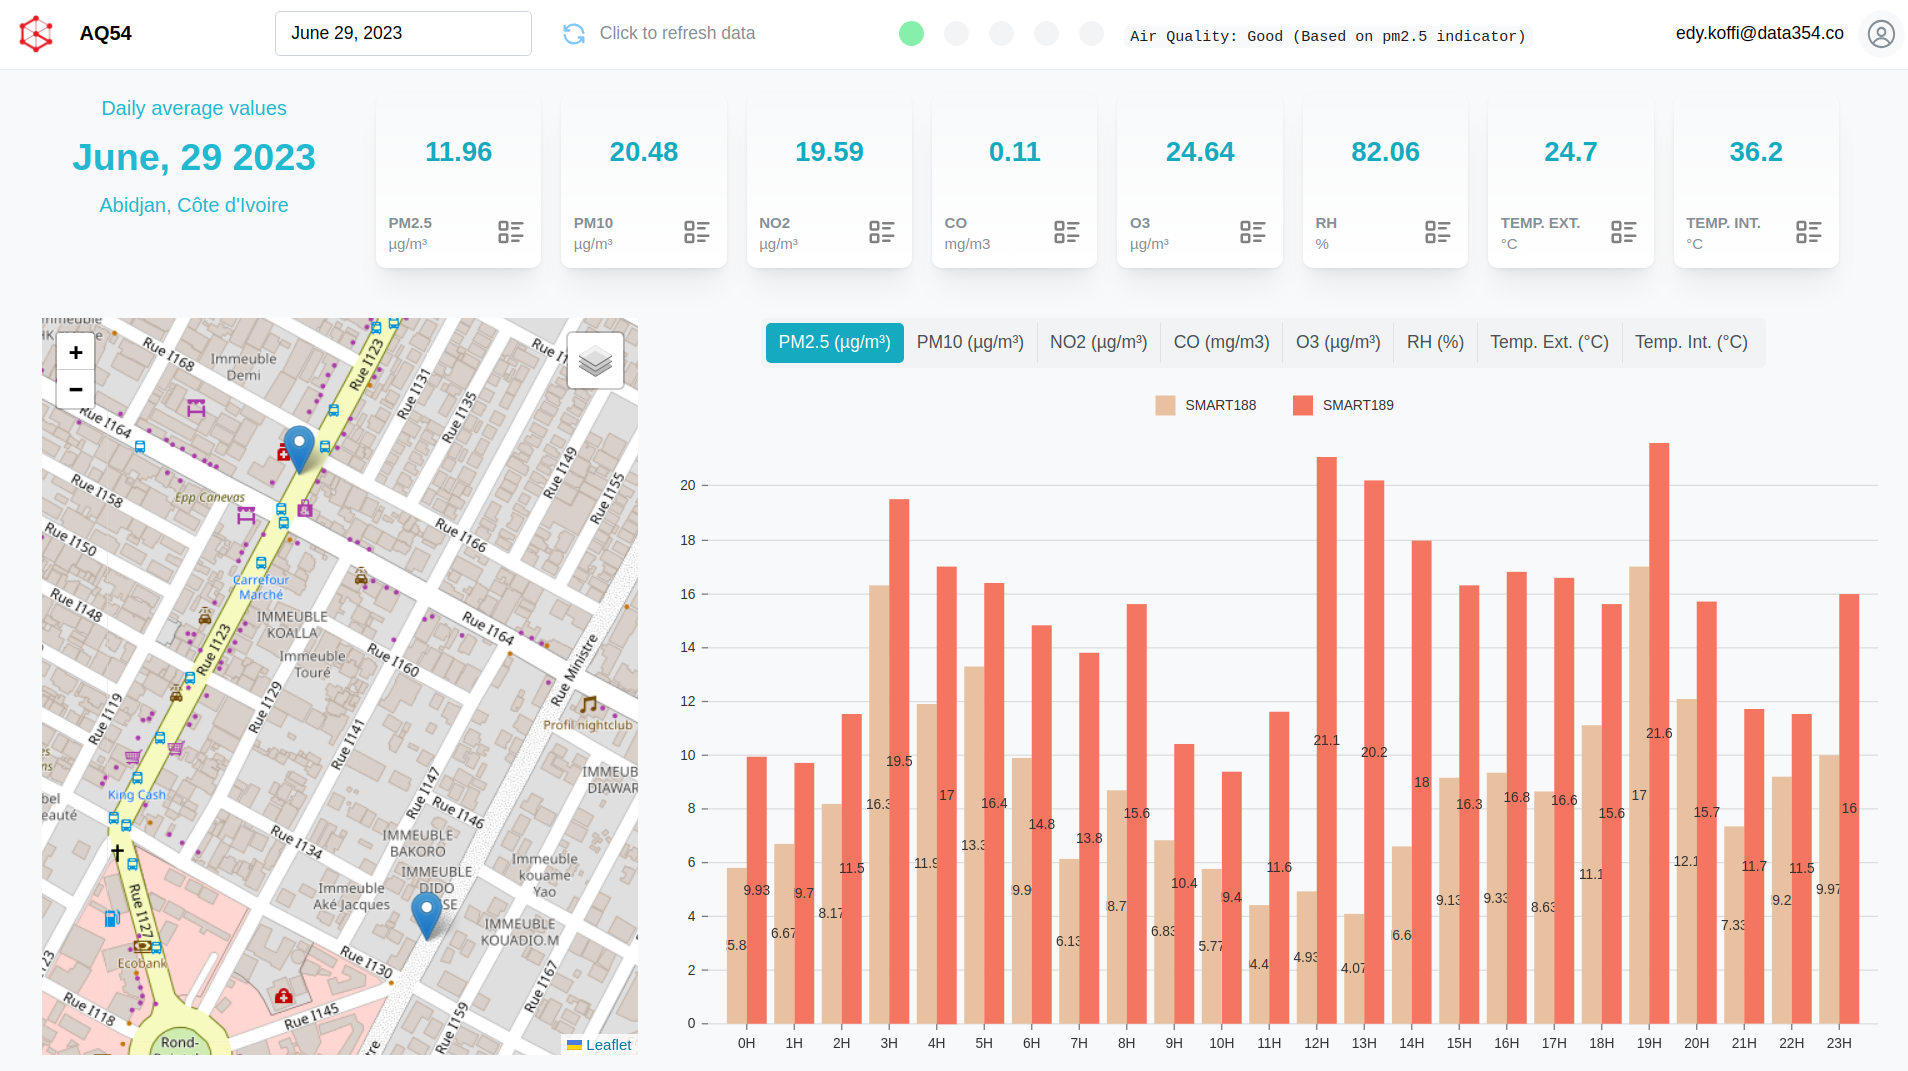 AQ54
June 29, 2023
Click to refresh data
Air Quality: Good (Based on pm2.5 indicator)
edy.koffi@data354.co
Daily average values
June, 29 2023
Abidjan, Côte d'Ivoire
11.96
PM2.5
µg/m³
20.48
PM10
µg/m³
19.59
NO2
µg/m³
0.11
CO
mg/m3
24.64
O3
µg/m³
82.06
RH
%
24.7
TEMP. EXT.
°C
36.2
TEMP. INT.
°C
+
−
Rue I168
Immeuble
Demi
Rue I123
Rue I131
Rue I135
Rue I164
Rue I158
Epp Canevas
Rue I149
Rue I155
Rue I150
Rue I166
Carrefour
Marché
Rue I148
IMMEUBLE
KOALLA
Rue I164
Rue I123
Immeuble
Touré
Rue I160
Rue Ministre
Rue I119
Rue I129
Rue I141
Profil nightclub
King Cash
Rue I147
Rue I146
IMMEUB
DIAWAR
Rue I134
IMMEUBLE
BAKORO
IMMEUBLE
DIDO
SE
Immeuble
kouame
Yao
Immeuble
Aké Jacques
Rue I127
IMMEUBLE
KOUADIO.M
Ecobank
Rue I130
Rue I167
Rue I118
Rue I145
Rue I159
Rond-
Leaflet
PM2.5 (µg/m³)
PM10 (µg/m³)
NO2 (µg/m³)
CO (mg/m3)
O3 (µg/m³)
RH (%)
Temp. Ext. (°C)
Temp. Int. (°C)
SMART188
SMART189
20
18
16
14
12
10
8
6
4
2
0
5.8 9.93
6.67 9.7
8.17 11.5
16.3 19.5
11.9 17
13.3 16.4
9.9 14.8
6.13 13.8
8.7 15.6
6.83 10.4
5.77 9.4
4.4 11.6
4.93 21.1
4.07 20.2
6.6 18
9.13 16.3
9.33 16.8
8.63 16.6
11.1 15.6
17 21.6
12.1 15.7
7.33 11.7
9.2 11.5
9.97 16
0H 1H 2H 3H 4H 5H 6H 7H 8H 9H 10H 11H 12H 13H 14H 15H 16H 17H 18H 19H 20H 21H 22H 23H